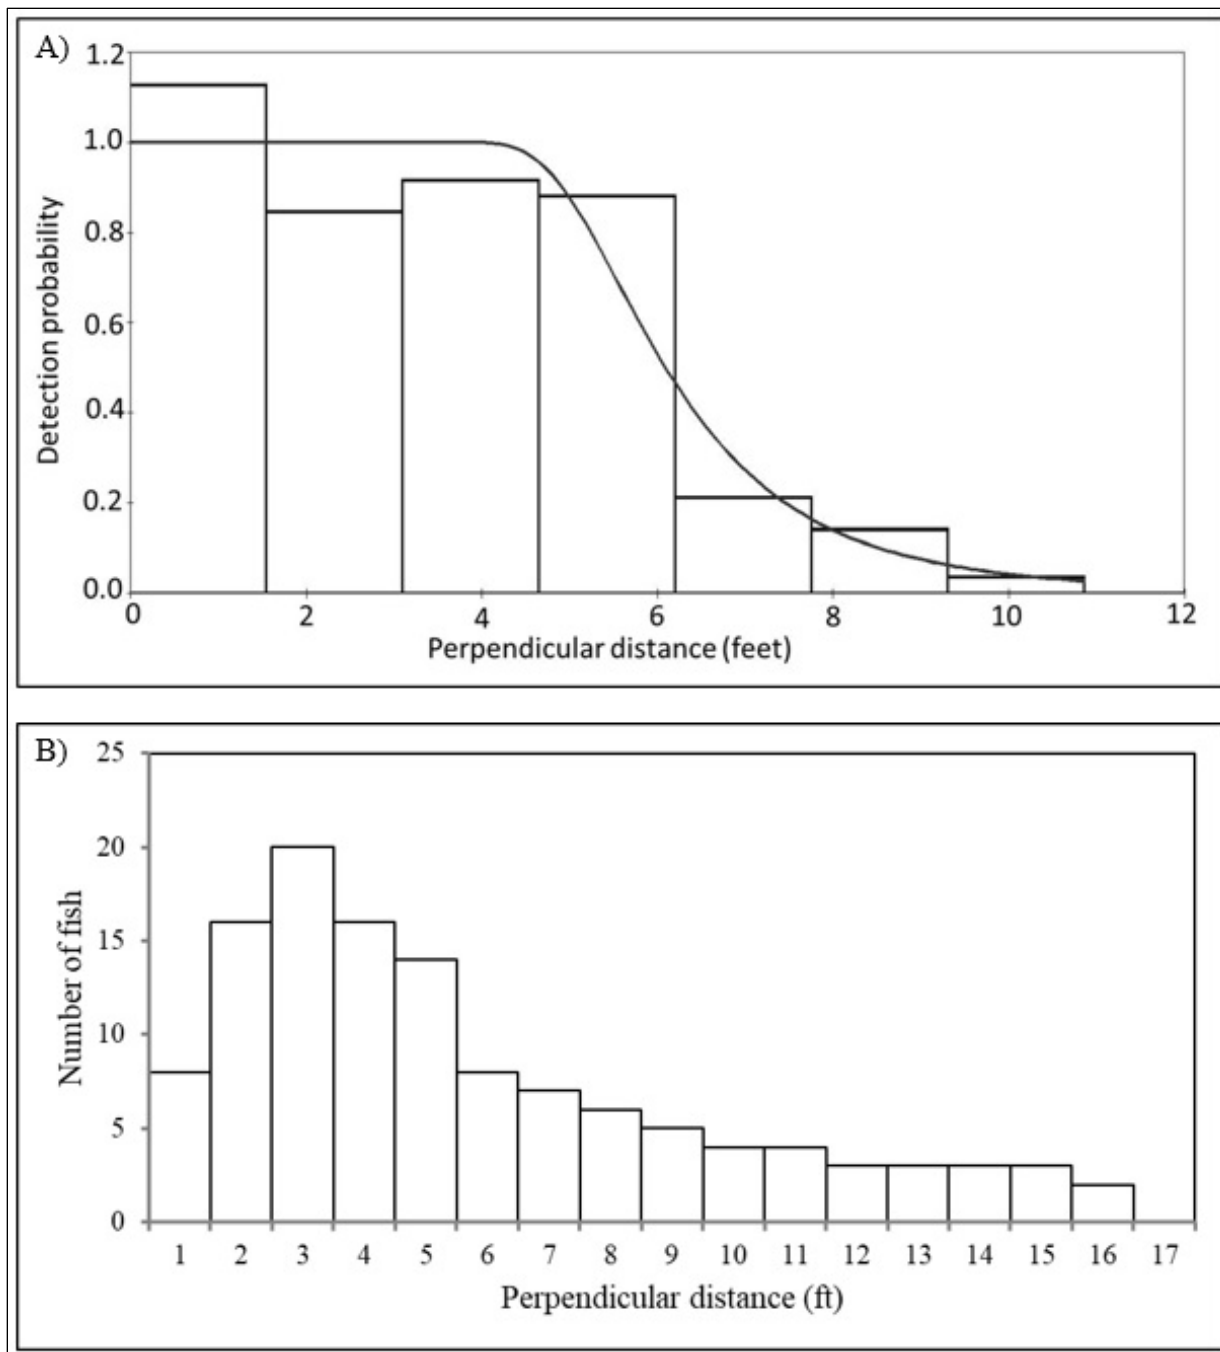 A)
1.2
1.0
0.8
0.6
0.4
0.2
0.0
Detection probability
0 2 4 6 8 10 12
Perpendicular distance (feet)
B)
25
20
15
10
5
0
Number of fish
1 2 3 4 5 6 7 8 9 10 11 12 13 14 15 16 17
Perpendicular distance (ft)